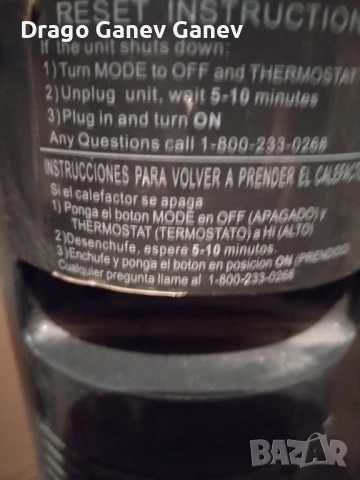 Drago Ganev Ganev
RESET INSTRUCTION
If the unit shuts down:
1)Turn MODE to OFF and THERMOSTAT
2)Unplug unit, wait 5-10 minutes
3)Plug in and turn ON
Any Questions call 1-800-233-0268
INSTRUCCIONES PARA VOLVER A PRENDER EL CALEFAC
Si el calefactor se apaga
1)Ponga el boton MODE en OFF (APAGADO) y
THERMOSTAT (TERMOSTATO) a HI (ALTO)
2)Desenchufe, espere 5-10 minutos.
3)Enchufe y ponga el boton en posicion ON (PRENDIDO)
Cualquier pregunta llame al 1-800-233-0268
BAZAR